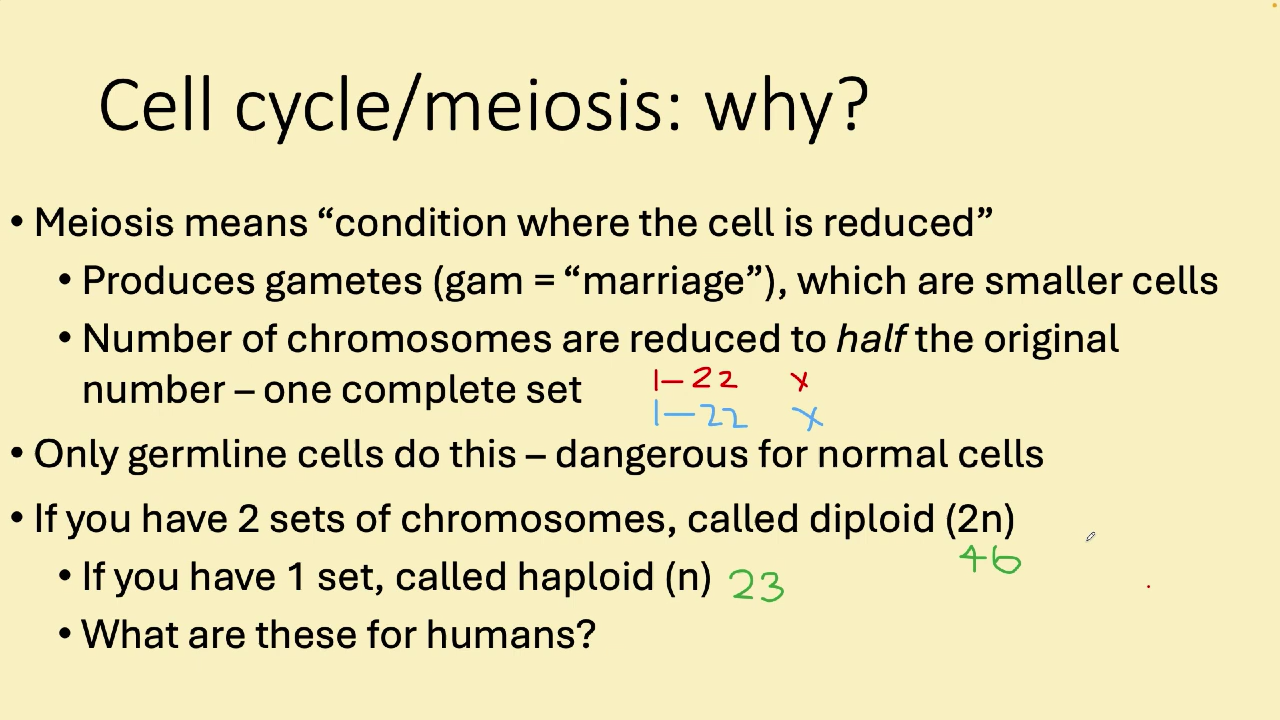 Cell cycle/meiosis: why?
• Meiosis means “condition where the cell is reduced”
• Produces gametes (gam = “marriage”), which are smaller cells
• Number of chromosomes are reduced to half the original
number – one complete set
1–22 x
1–22 x
• Only germline cells do this – dangerous for normal cells
• If you have 2 sets of chromosomes, called diploid (2n)
46
• If you have 1 set, called haploid (n) 23
• What are these for humans?